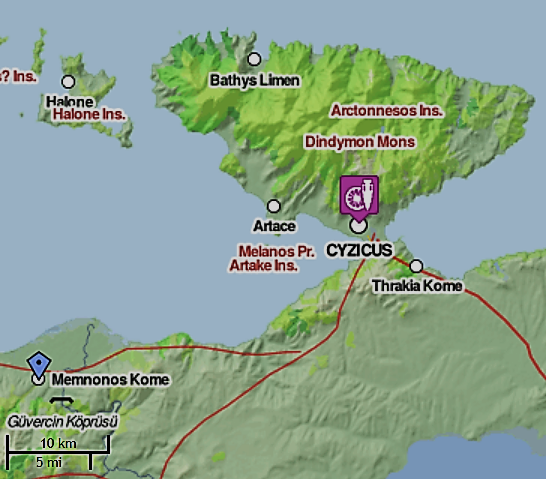 Bathys Limen
? Ins.
Halone
Halone Ins.
Arctonnesos Ins.
Dindymon Mons
Artace
CYZICUS
Melanos Pr.
Artake Ins.
Thrakia Kome
Memnonos Kome
Güvercin Köprüsü
10 km
5 mi